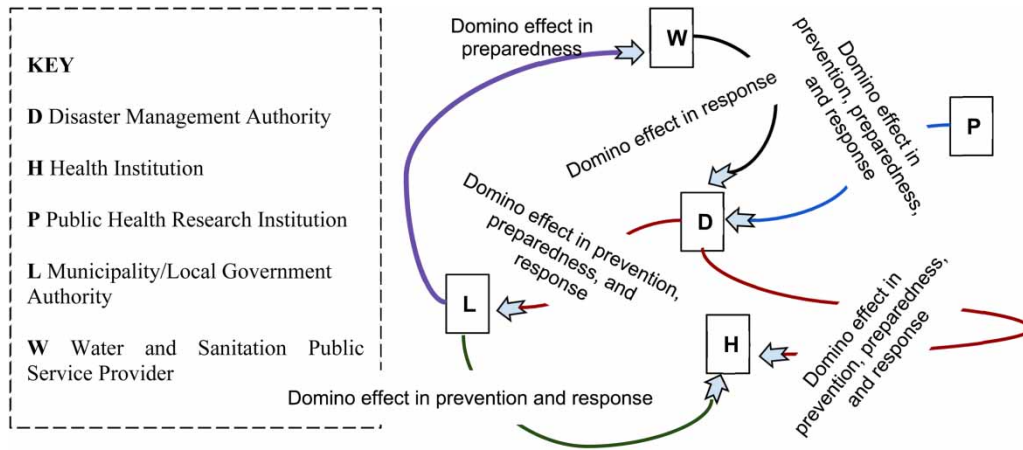 KEY
D Disaster Management Authority
H Health Institution
P Public Health Research Institution
L Municipality/Local Government
Authority
W Water and Sanitation Public
Service Provider
Domino effect in
preparedness
W
Domino effect in response
Domino effect in
prevention, preparedness,
and response
P
Domino effect in prevention,
preparedness, and
response
D
L
H
Domino effect in
prevention, preparedness,
and response
Domino effect in prevention and response